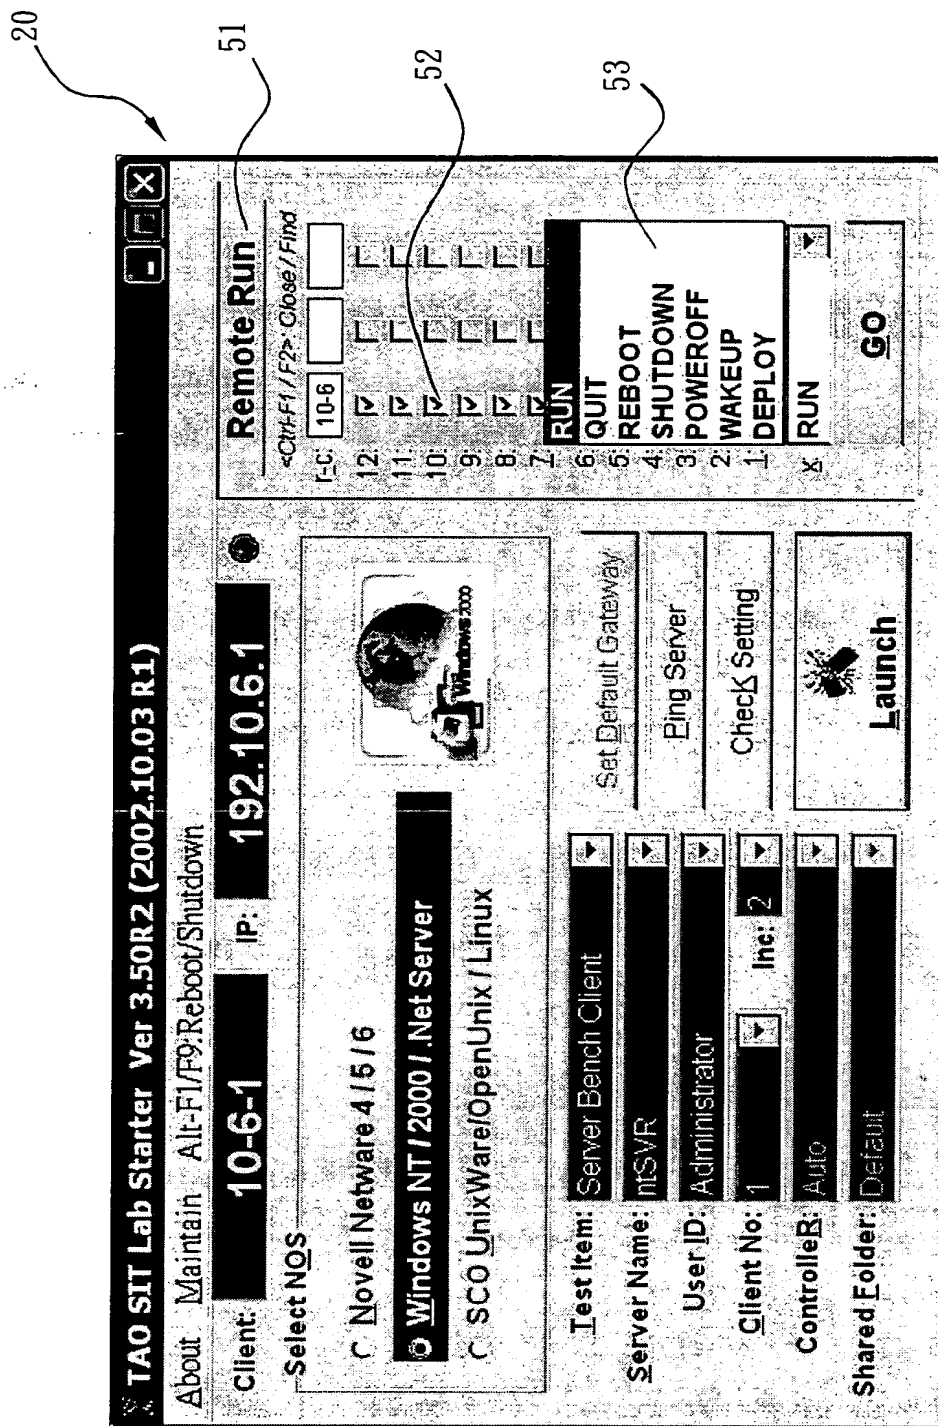 20
51
52
53
TAO SIT Lab Starter Ver 3.50R2 (2002.10.03 R1)
About Maintain Alt-F1/F9:Reboot/Shutdown
Client: 10-6-1 IP: 192.10.6.1
Select NOS
Novell Netware 4 / 5 / 6
Windows NT / 2000 / .Net Server
SCO UnixWare/OpenUnix / Linux
Windows 2000
Test Item: Server Bench Client
Server Name: ntSVR
User ID: Administrator
Client No: 1 Inc: 2
ControlleR: Auto
Shared Folder: Default
Set Default Gateway
Ping Server
ChecK Setting
Launch
Remote Run
<Ctrl-F1 / F2>: Close / Find
r-c: 10-6
12:
11:
10:
9:
8:
7:
6:
5:
4:
3:
2:
1:
RUN
QUIT
REBOOT
SHUTDOWN
POWEROFF
WAKEUP
DEPLOY
x: RUN
GO